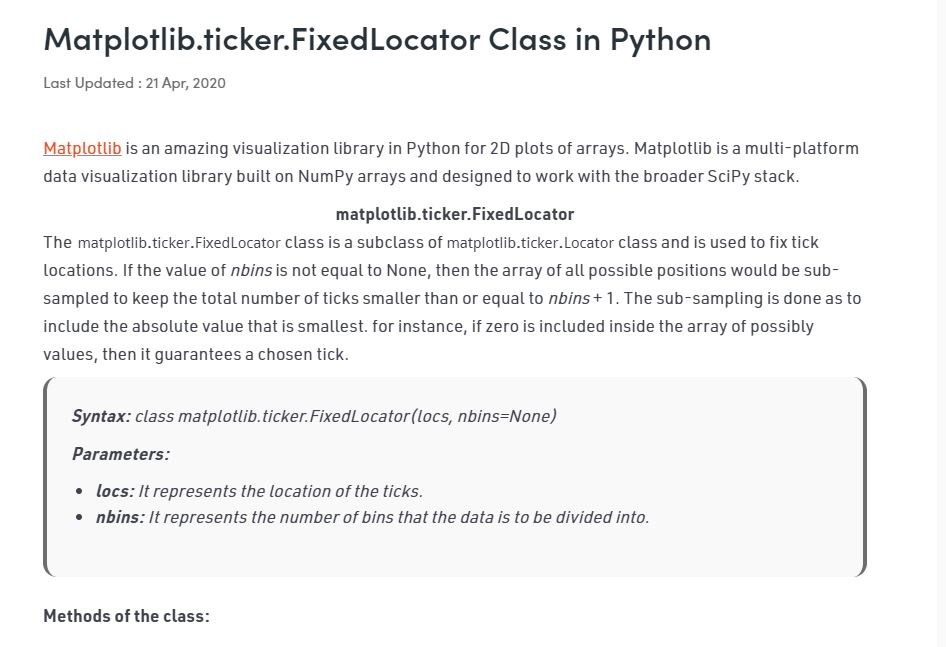 Matplotlib.ticker.FixedLocator Class in Python
Last Updated : 21 Apr, 2020
Matplotlib is an amazing visualization library in Python for 2D plots of arrays. Matplotlib is a multi-platform
data visualization library built on NumPy arrays and designed to work with the broader SciPy stack.
matplotlib.ticker.FixedLocator
The matplotlib.ticker.FixedLocator class is a subclass of matplotlib.ticker.Locator class and is used to fix tick
locations. If the value of nbins is not equal to None, then the array of all possible positions would be sub-
sampled to keep the total number of ticks smaller than or equal to nbins + 1. The sub-sampling is done as to
include the absolute value that is smallest. for instance, if zero is included inside the array of possibly
values, then it guarantees a chosen tick.
Syntax: class matplotlib.ticker.FixedLocator(locs, nbins=None)
Parameters:
• locs: It represents the location of the ticks.
• nbins: It represents the number of bins that the data is to be divided into.
Methods of the class: